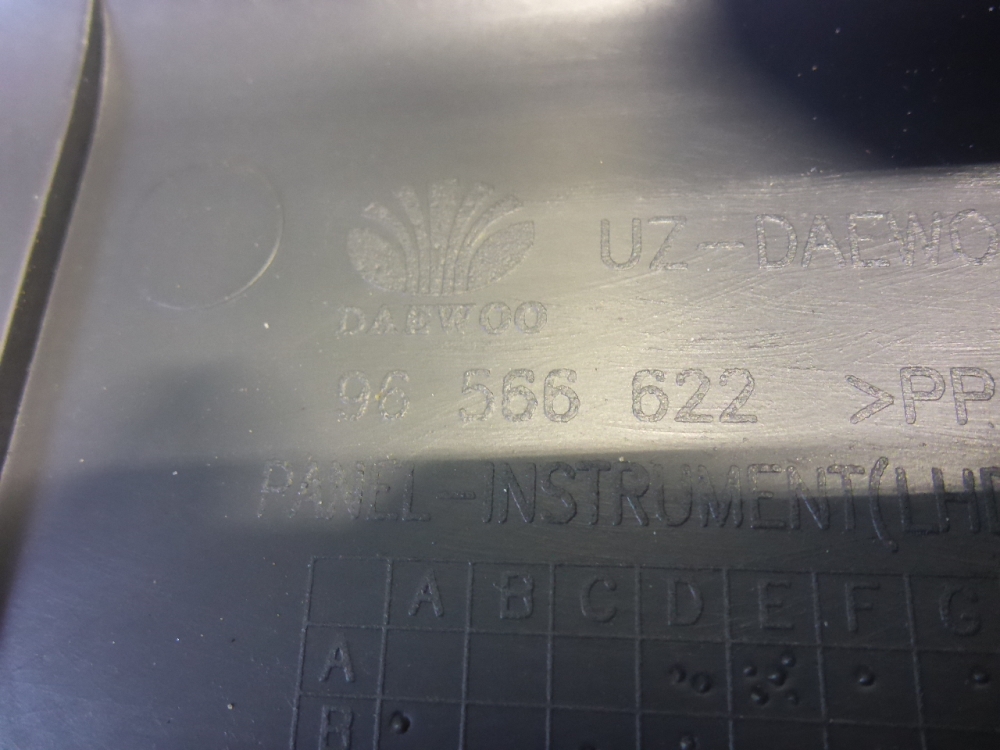 UZ-DAEWO
DAEWOO
96 566 622 >PP
PANEL-INSTRUMENT(LH
A B C D E F G
A
B